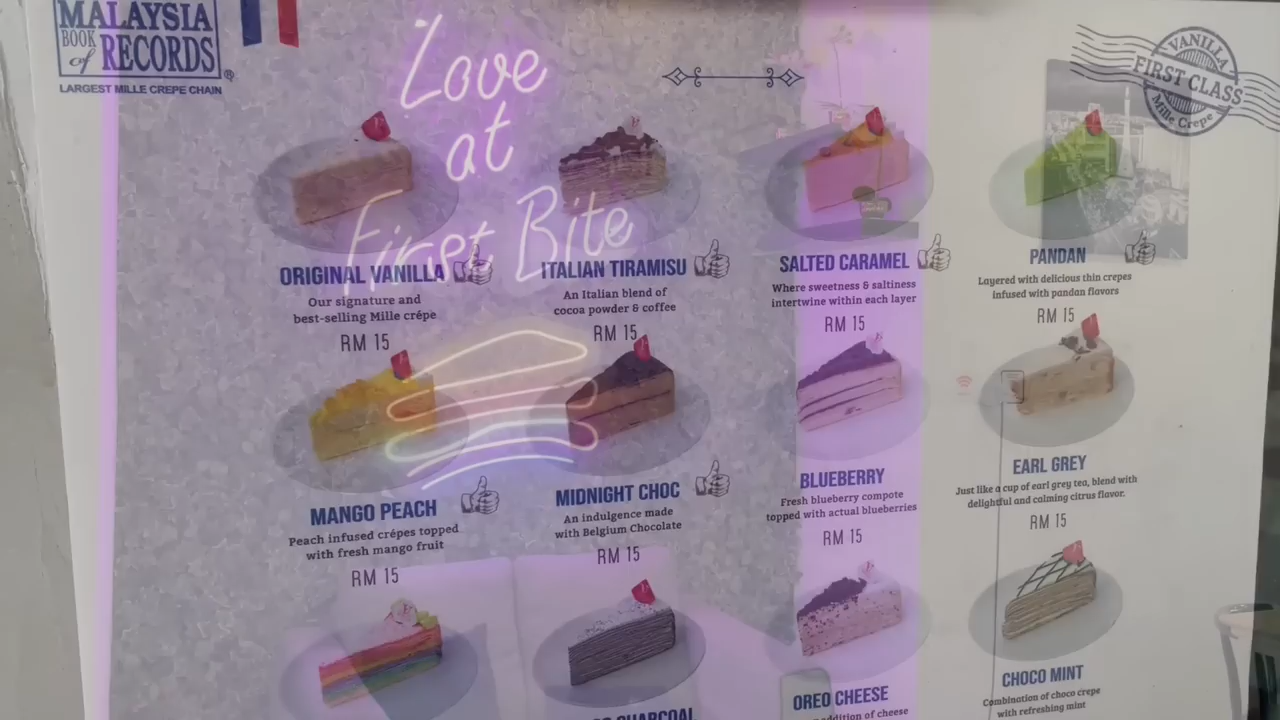 MALAYSIA
BOOK
of RECORDS®
LARGEST MILLE CREPE CHAIN
Love
at
First Bite
VANILLA
FIRST CLASS
Mille Crepe
ORIGINAL VANILLA
Our signature and
best-selling Mille crêpe
RM 15
ITALIAN TIRAMISU
An Italian blend of
cocoa powder & coffee
RM 15
SALTED CARAMEL
Where sweetness & saltiness
intertwine within each layer
RM 15
PANDAN
Layered with delicious thin crepes
infused with pandan flavors
RM 15
MANGO PEACH
Peach infused crêpes topped
with fresh mango fruit
RM 15
MIDNIGHT CHOC
An indulgence made
with Belgium Chocolate
RM 15
BLUEBERRY
Fresh blueberry compote
topped with actual blueberries
RM 15
EARL GREY
Just like a cup of earl grey tea, blend with
delightful and calming citrus flavor.
RM 15
CHARCOAL
OREO CHEESE
addition of cheese
CHOCO MINT
Combination of choco crepe
with refreshing mint